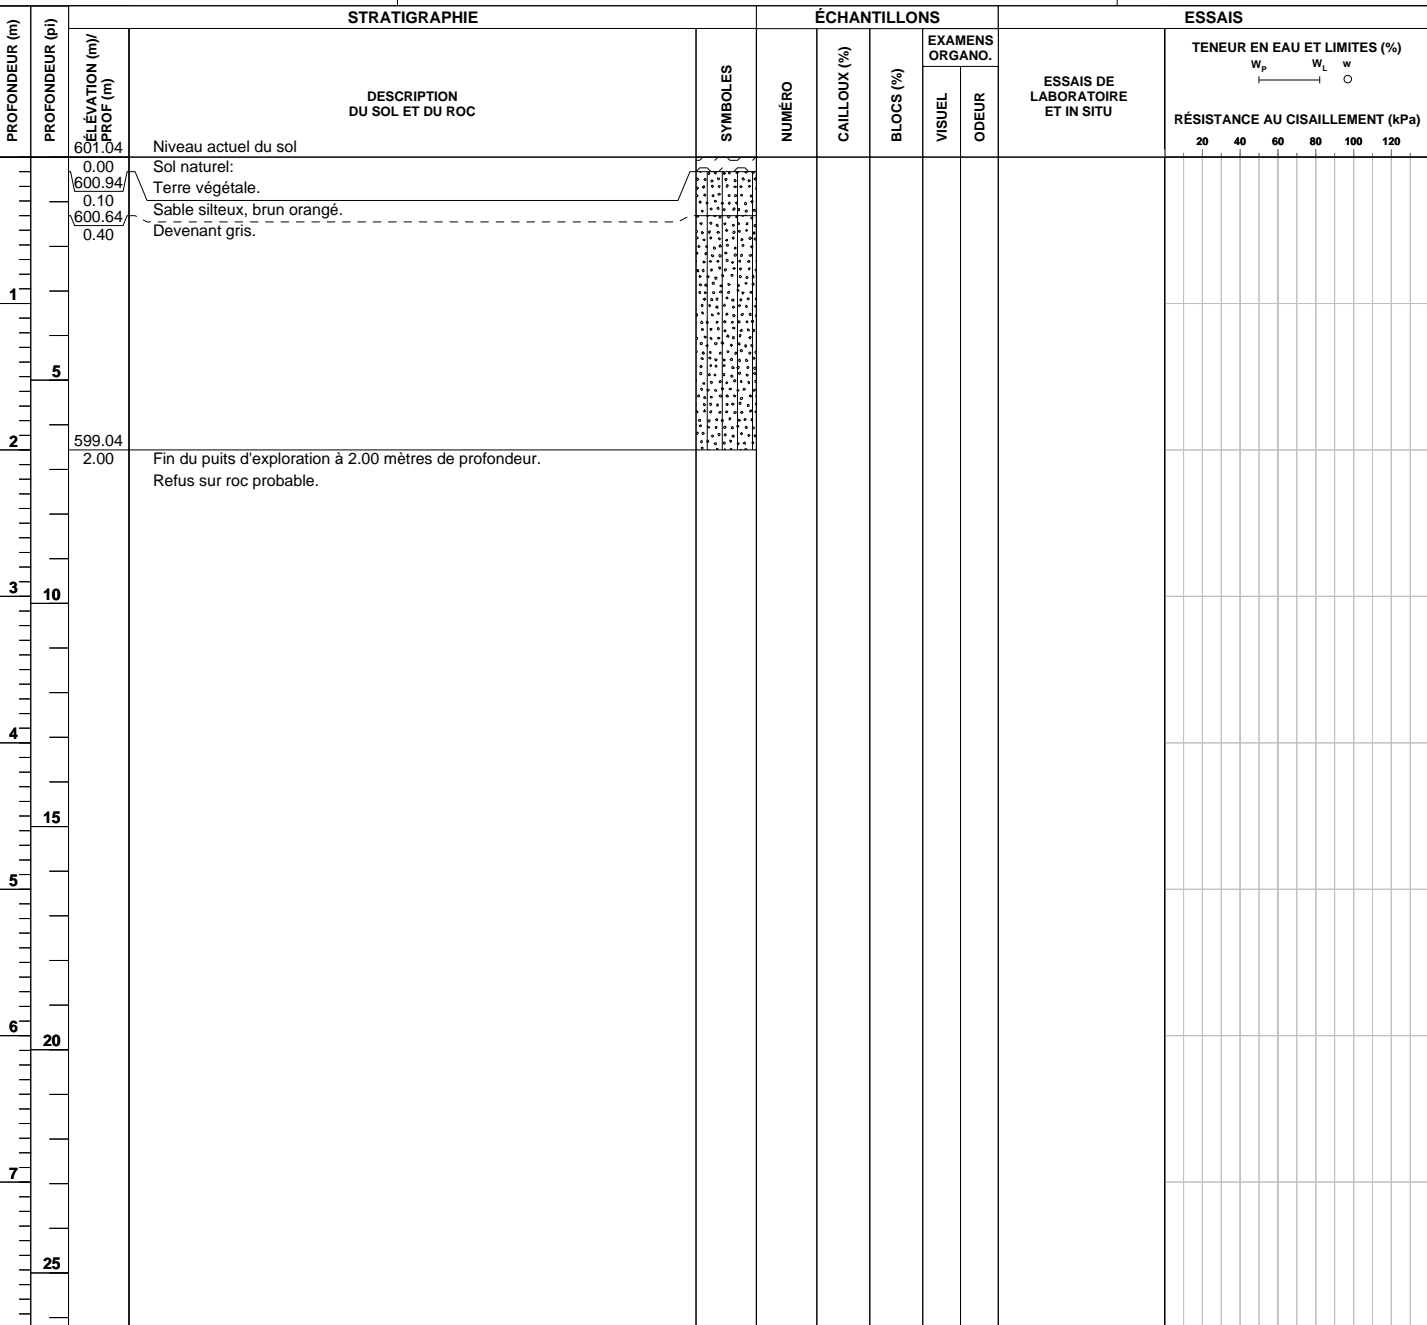 STRATIGRAPHIE
ÉCHANTILLONS
ESSAIS
PROFONDEUR (m)
PROFONDEUR (pi)
ÉLÉVATION (m)/
PROF (m)
DESCRIPTION
DU SOL ET DU ROC
SYMBOLES
NUMÉRO
CAILLOUX (%)
BLOCS (%)
EXAMENS
ORGANO.
VISUEL
ODEUR
ESSAIS DE
LABORATOIRE
ET IN SITU
TENEUR EN EAU ET LIMITES (%)
WP WL w
RÉSISTANCE AU CISAILLEMENT (kPa)
20 40 60 80 100 120
601.04 Niveau actuel du sol
0.00 Sol naturel:
600.94 Terre végétale.
0.10 Sable silteux, brun orangé.
600.64
0.40 Devenant gris.
1
5
2
599.04
2.00 Fin du puits d'exploration à 2.00 mètres de profondeur.
Refus sur roc probable.
3
10
4
15
5
6
20
7
25